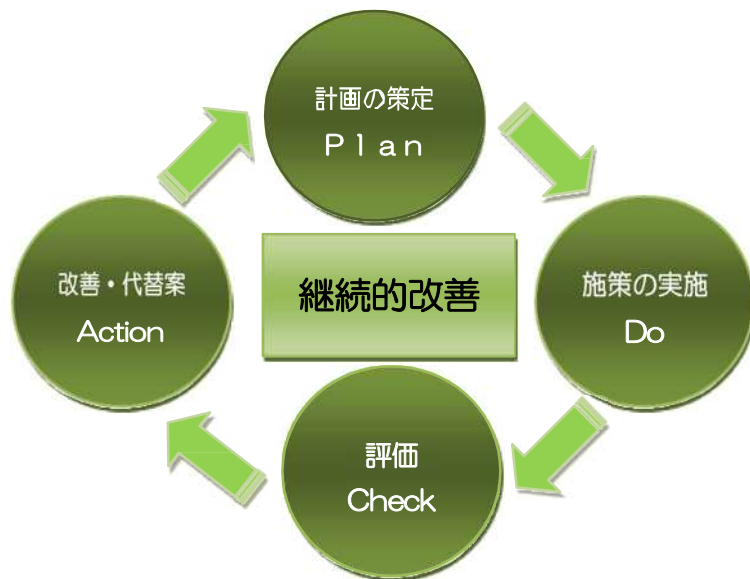 計画の策定
Ｐｌａｎ
施策の実施
Do
評価
Check
改善・代替案
Action
継続的改善